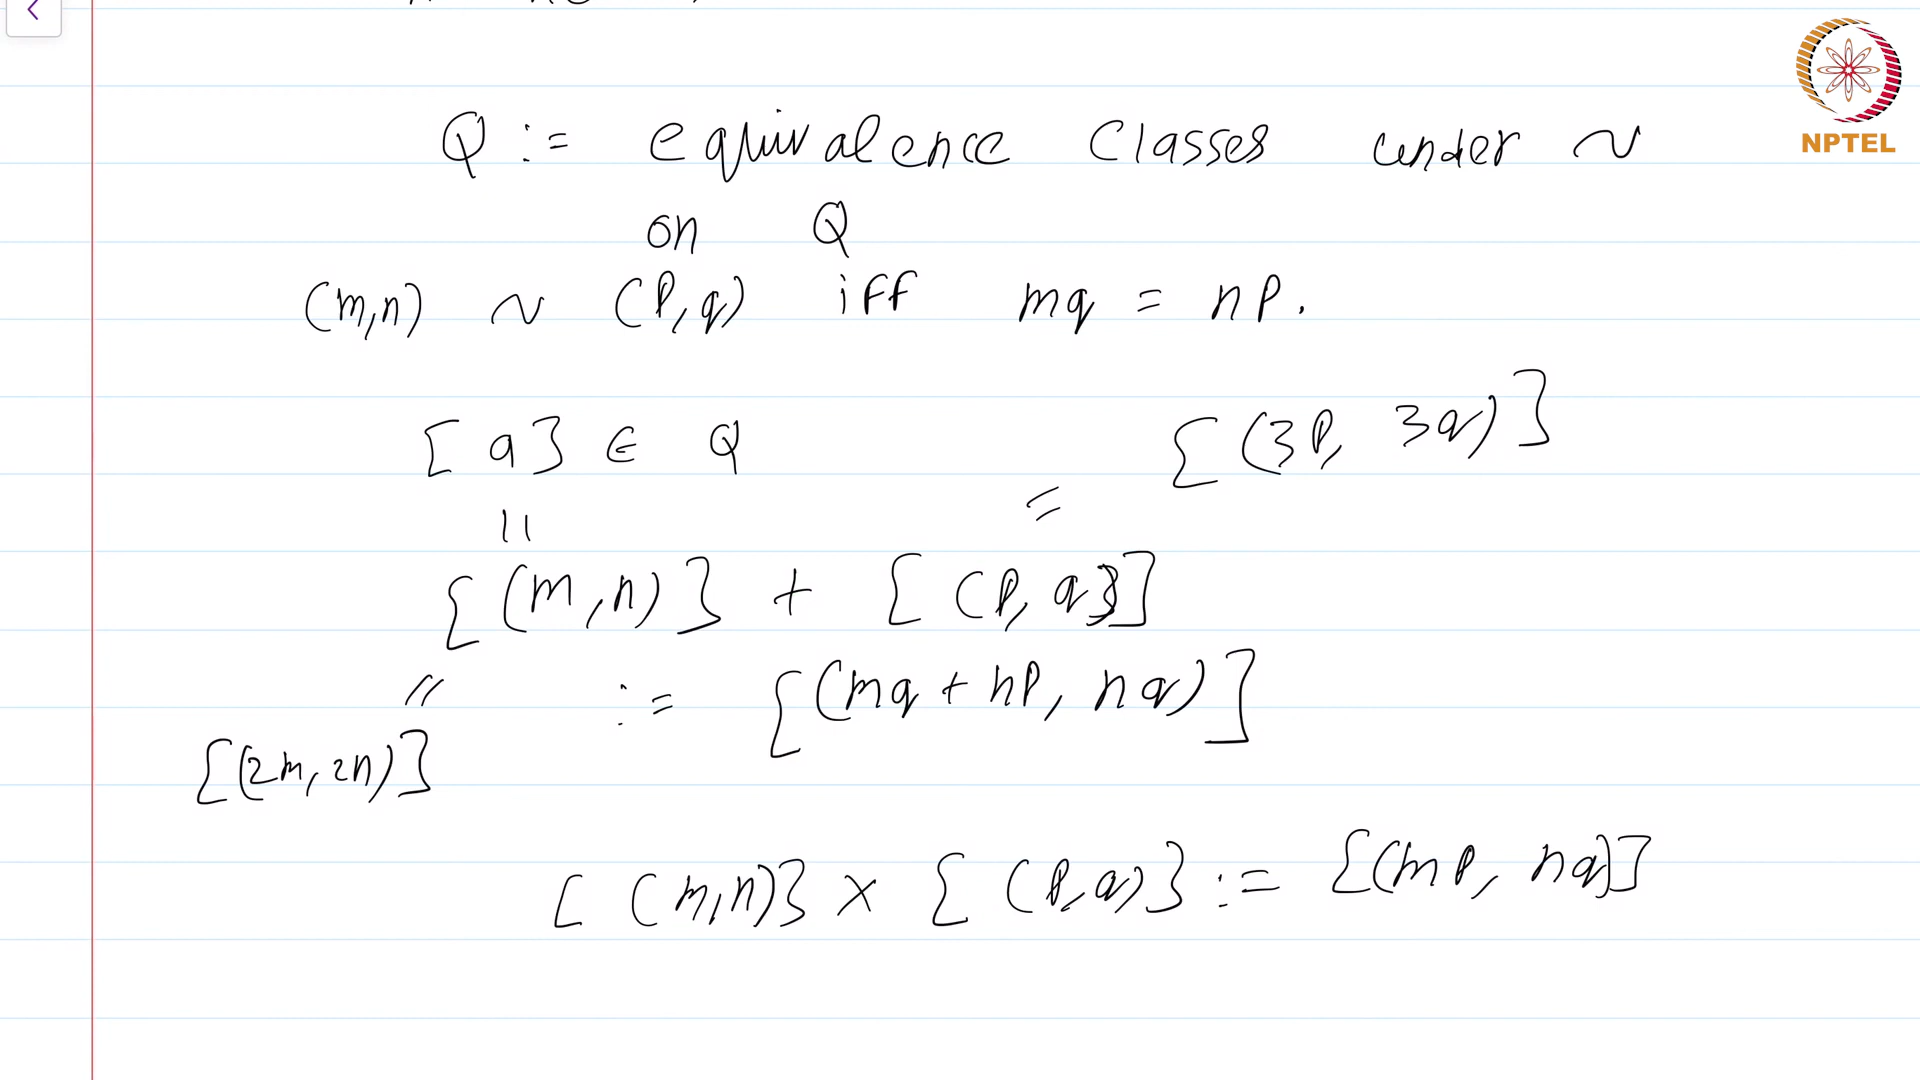 Q := equivalence classes under ~
on Q
(m,n) ~ (p,q) iff mq = np.
[a] ∈ Q = [(3p, 3q)]
||
[(m,n)] + [(p,q)]
= := [(mq + np, nq)]
[(2m, 2n)]
[(m,n)] × [(p,q)] := [(mp, nq)]
NPTEL